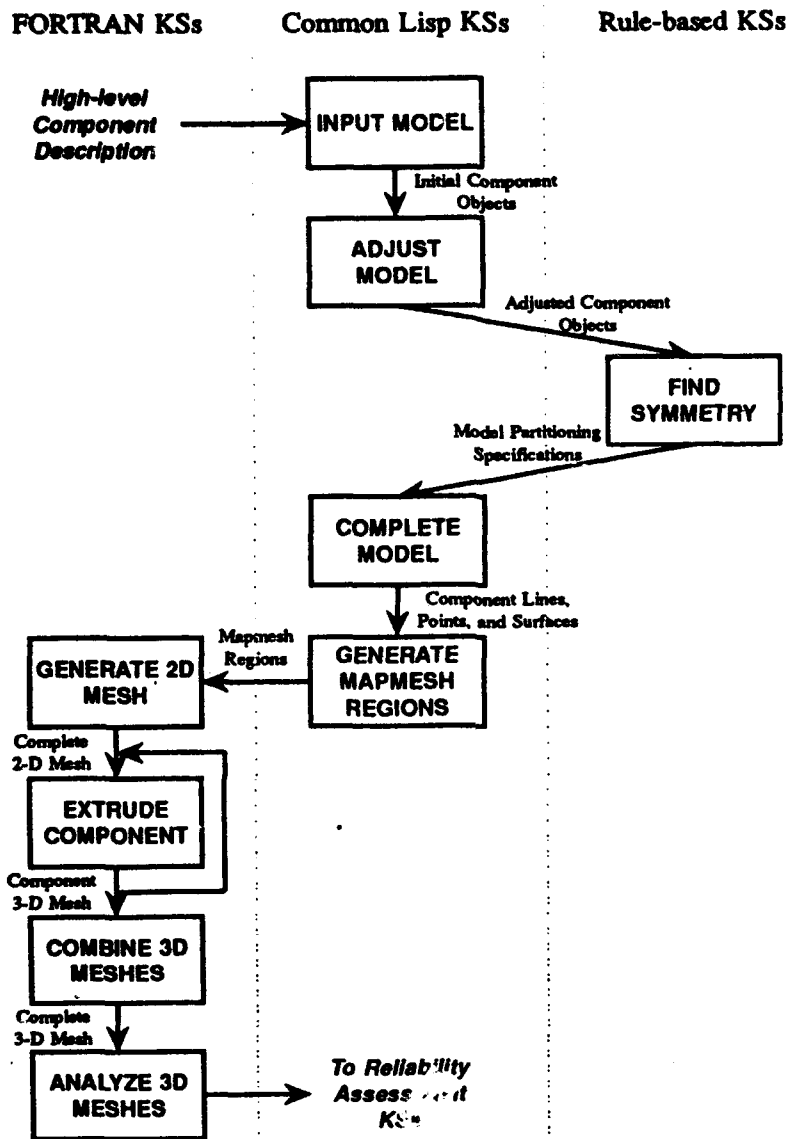 FORTRAN KSs
Common Lisp KSs
Rule-based KSs
High-level
Component
Description
INPUT MODEL
Initial Component
Objects
ADJUST
MODEL
Adjusted Component
Objects
FIND
SYMMETRY
Model Partitioning
Specifications
COMPLETE
MODEL
Component Lines,
Points, and Surfaces
GENERATE
MAPMESH
REGIONS
Mapmesh
Regions
GENERATE 2D
MESH
Complete
2-D Mesh
EXTRUDE
COMPONENT
Component
3-D Mesh
COMBINE 3D
MESHES
Complete
3-D Mesh
ANALYZE 3D
MESHES
To Reliability
Assessment
KSs